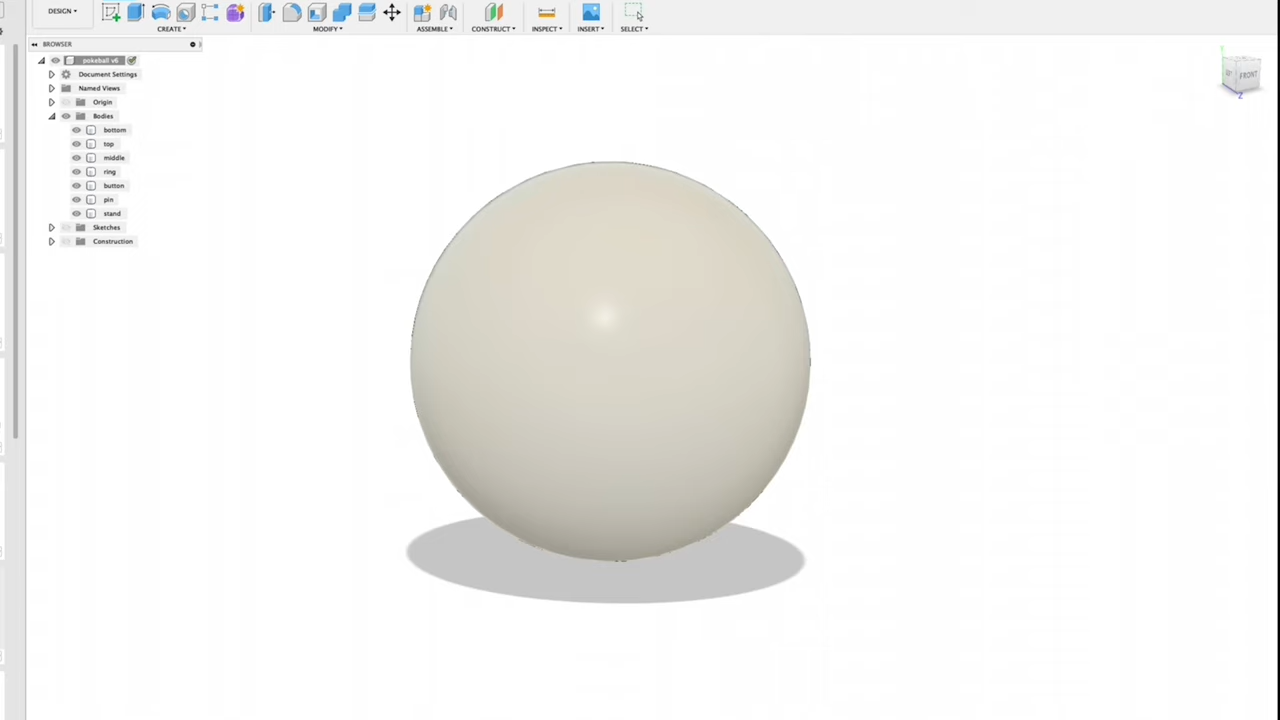 DESIGN
CREATE
MODIFY
ASSEMBLE
CONSTRUCT
INSPECT
INSERT
SELECT
BROWSER
pokeball v6
Document Settings
Named Views
Origin
Bodies
bottom
top
middle
ring
button
pin
stand
Sketches
Construction
FRONT
Y
Z